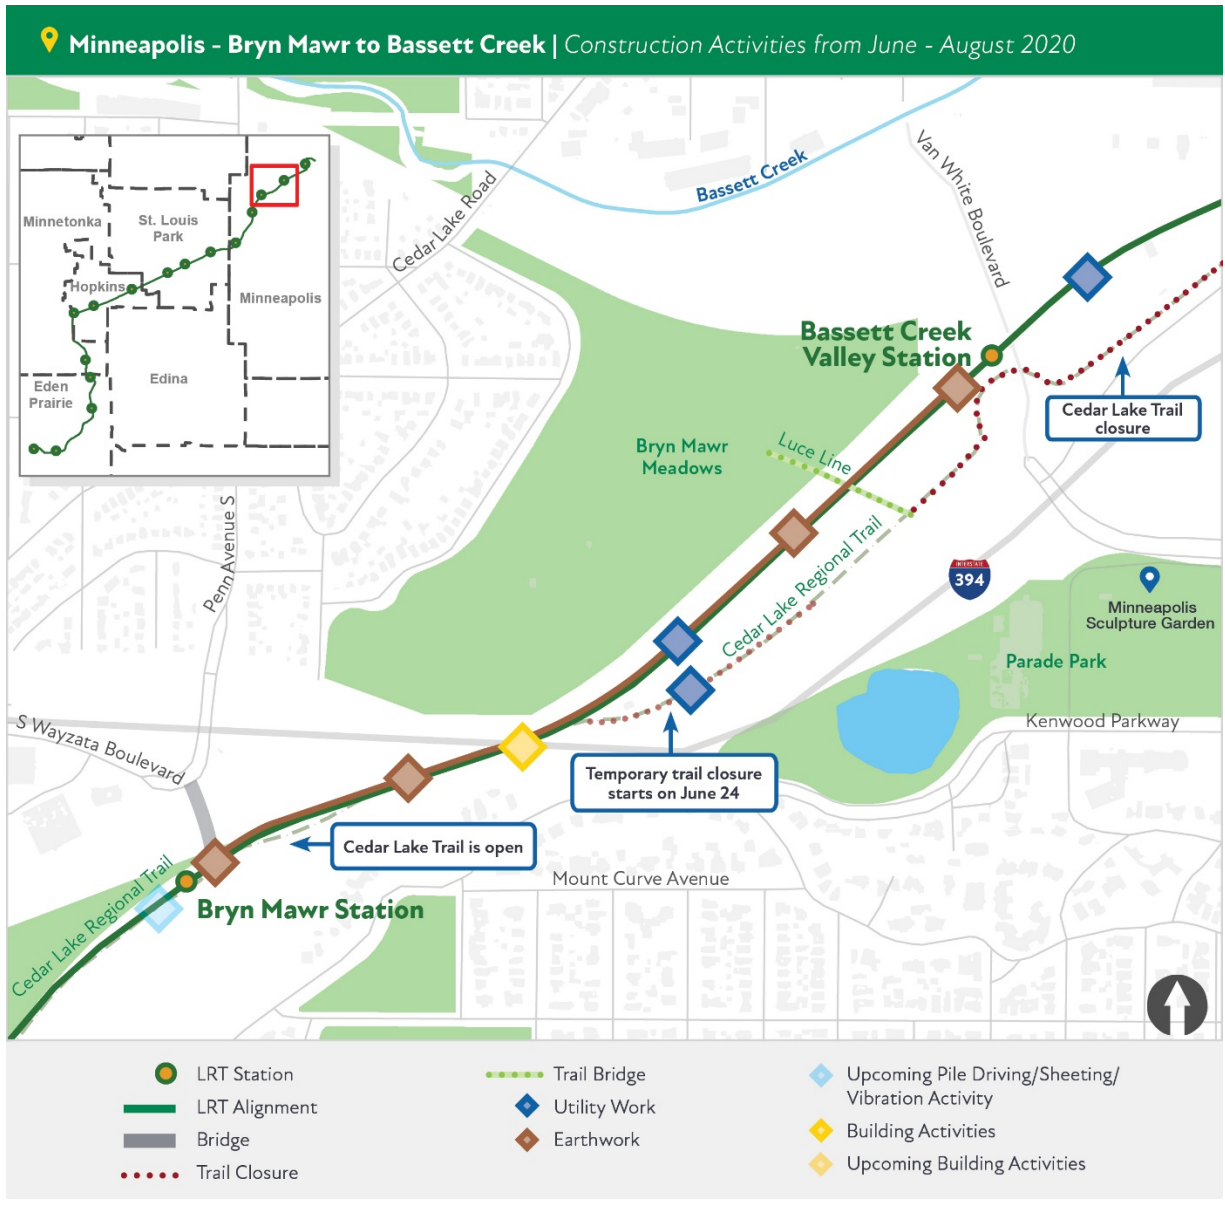 Minneapolis - Bryn Mawr to Bassett Creek | Construction Activities from June - August 2020
Minnetonka
St. Louis
Park
Hopkins
Minneapolis
Edina
Eden
Prairie
Cedar Lake Road
Bassett Creek
Van White Boulevard
Bassett Creek
Valley Station
Cedar Lake Trail
closure
Bryn Mawr
Meadows
Luce Line
Cedar Lake Regional Trail
Penn Avenue S
INTERSTATE
394
Minneapolis
Sculpture Garden
Parade Park
Kenwood Parkway
S Wayzata Boulevard
Temporary trail closure
starts on June 24
Cedar Lake Trail is open
Mount Curve Avenue
Cedar Lake Regional Trail
Bryn Mawr Station
LRT Station
LRT Alignment
Bridge
Trail Closure
Trail Bridge
Utility Work
Earthwork
Upcoming Pile Driving/Sheeting/
Vibration Activity
Building Activities
Upcoming Building Activities